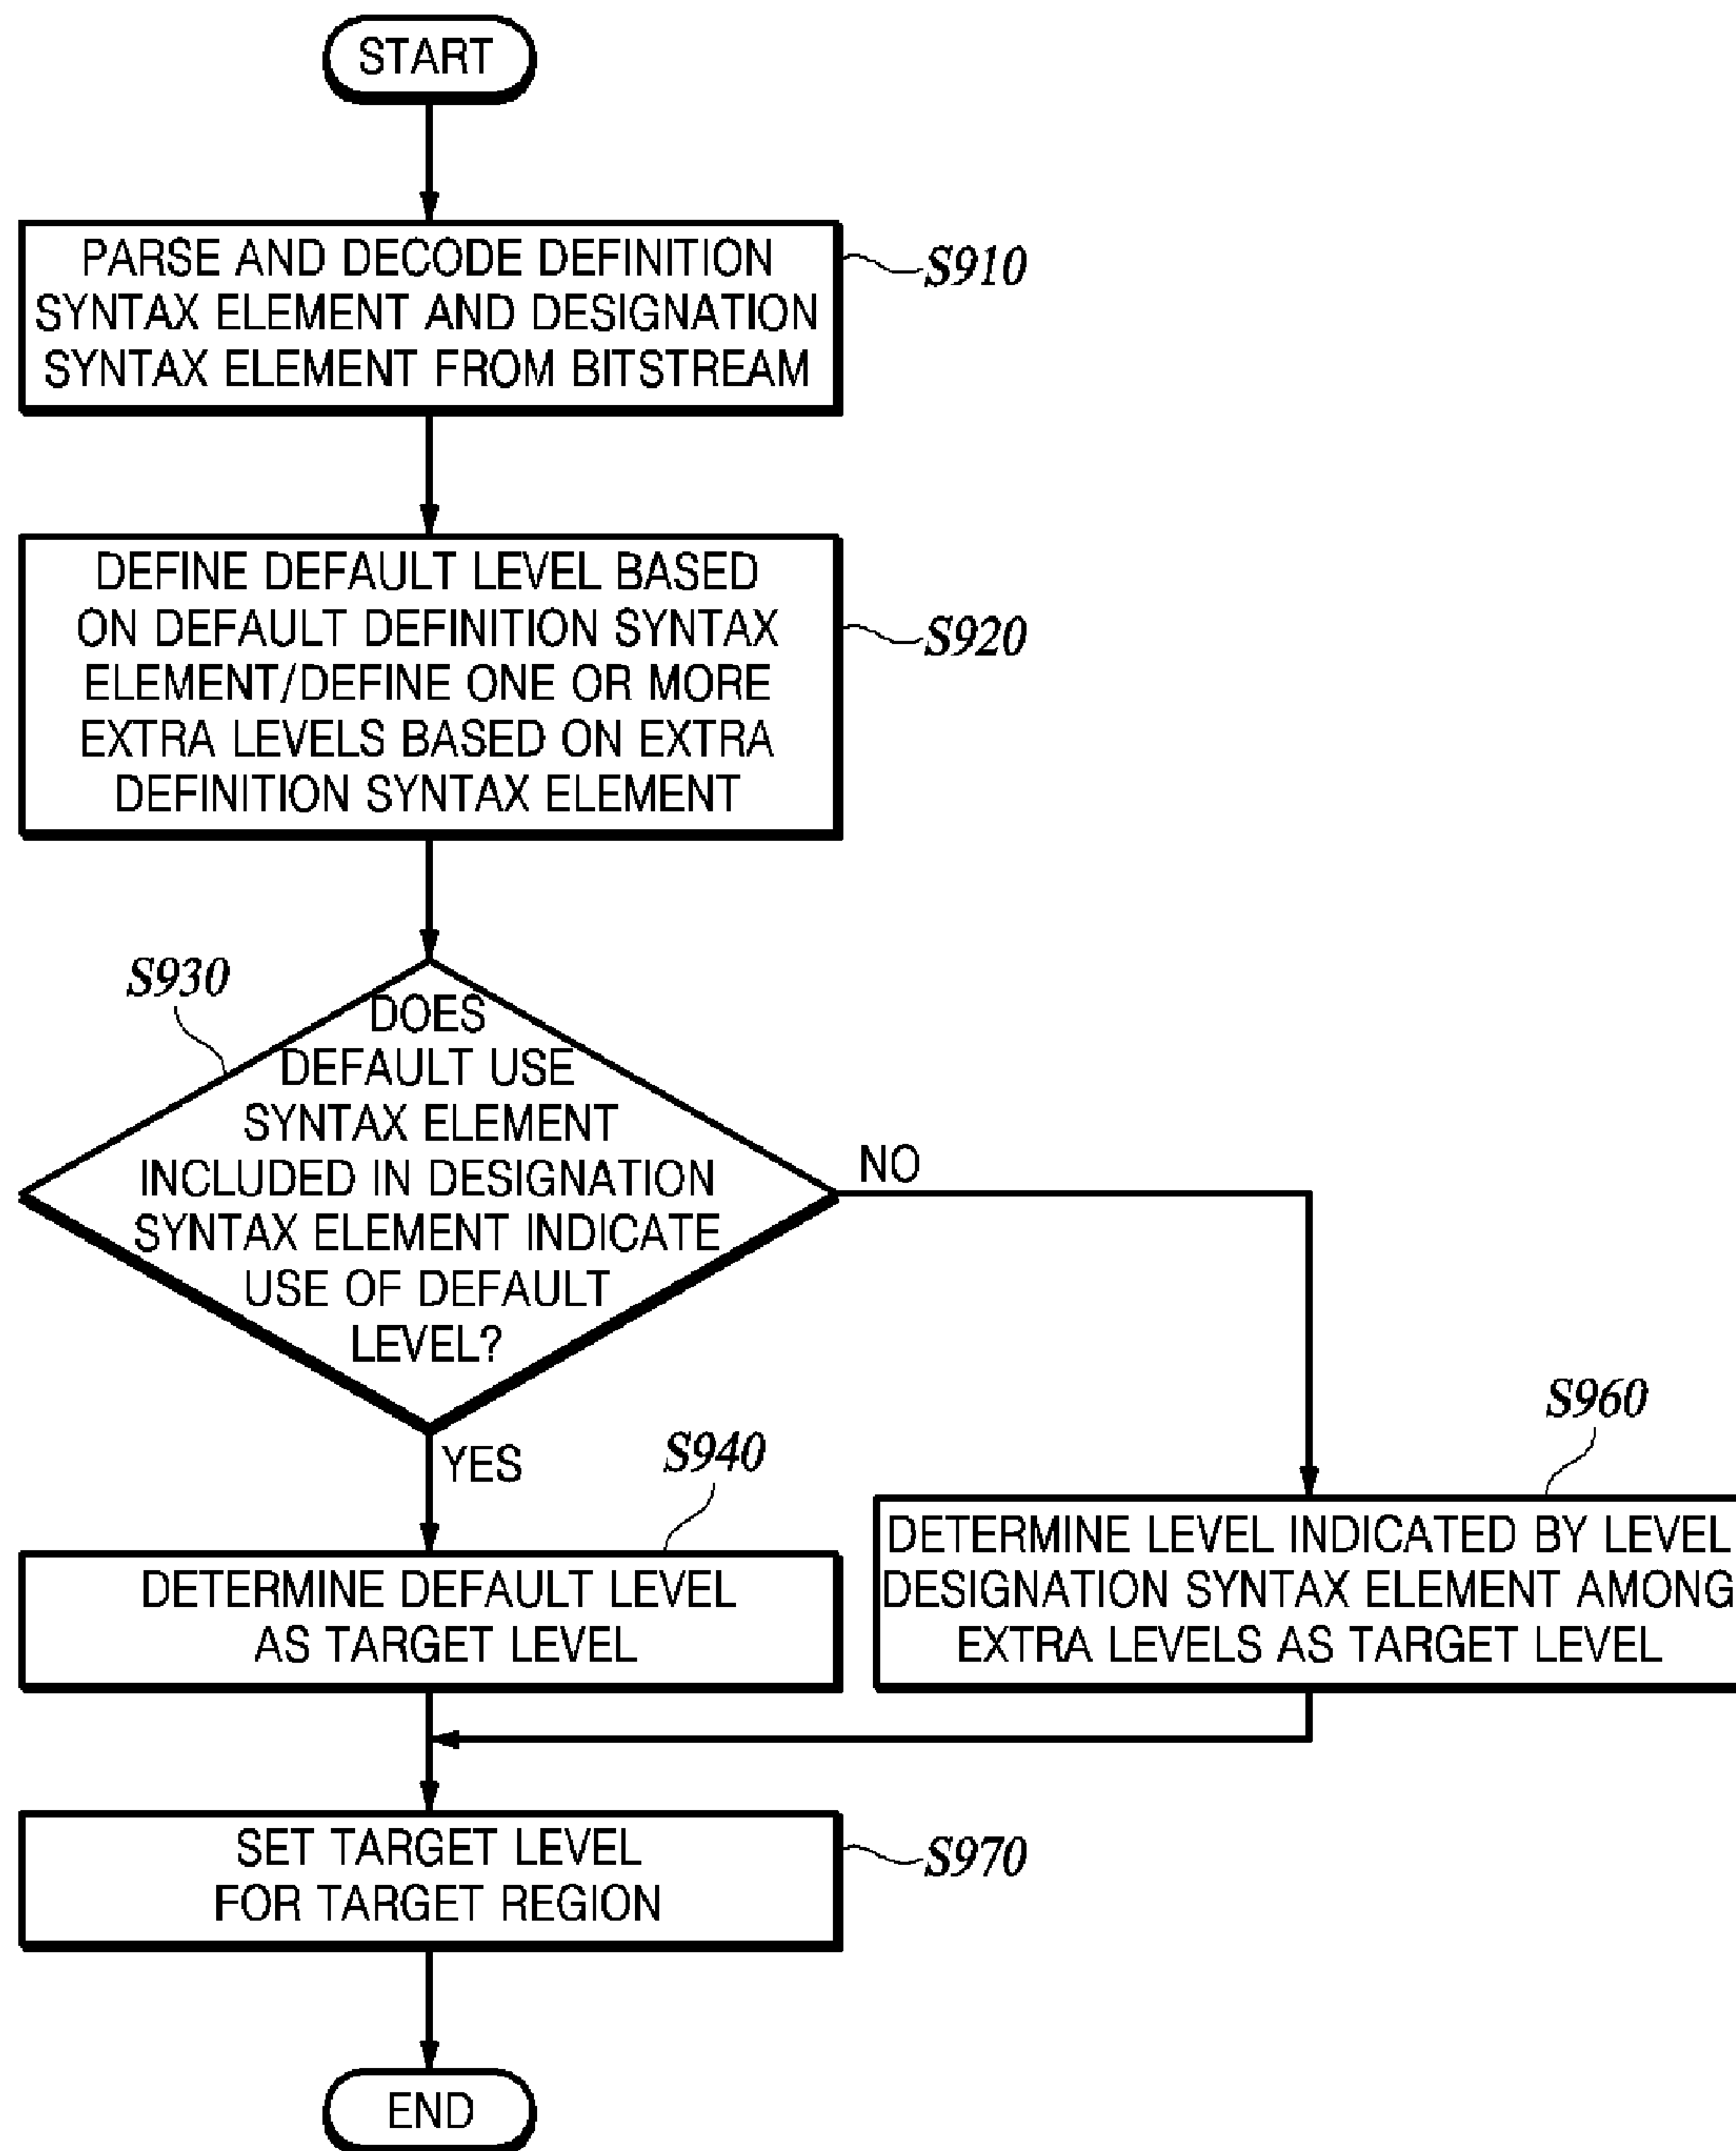 START
PARSE AND DECODE DEFINITION
SYNTAX ELEMENT AND DESIGNATION
SYNTAX ELEMENT FROM BITSTREAM
S910
DEFINE DEFAULT LEVEL BASED
ON DEFAULT DEFINITION SYNTAX
ELEMENT/DEFINE ONE OR MORE
EXTRA LEVELS BASED ON EXTRA
DEFINITION SYNTAX ELEMENT
S920
S930
DOES
DEFAULT USE
SYNTAX ELEMENT
INCLUDED IN DESIGNATION
SYNTAX ELEMENT INDICATE
USE OF DEFAULT
LEVEL?
NO
YES
S940
DETERMINE DEFAULT LEVEL
AS TARGET LEVEL
S960
DETERMINE LEVEL INDICATED BY LEVEL
DESIGNATION SYNTAX ELEMENT AMONG
EXTRA LEVELS AS TARGET LEVEL
SET TARGET LEVEL
FOR TARGET REGION
S970
END